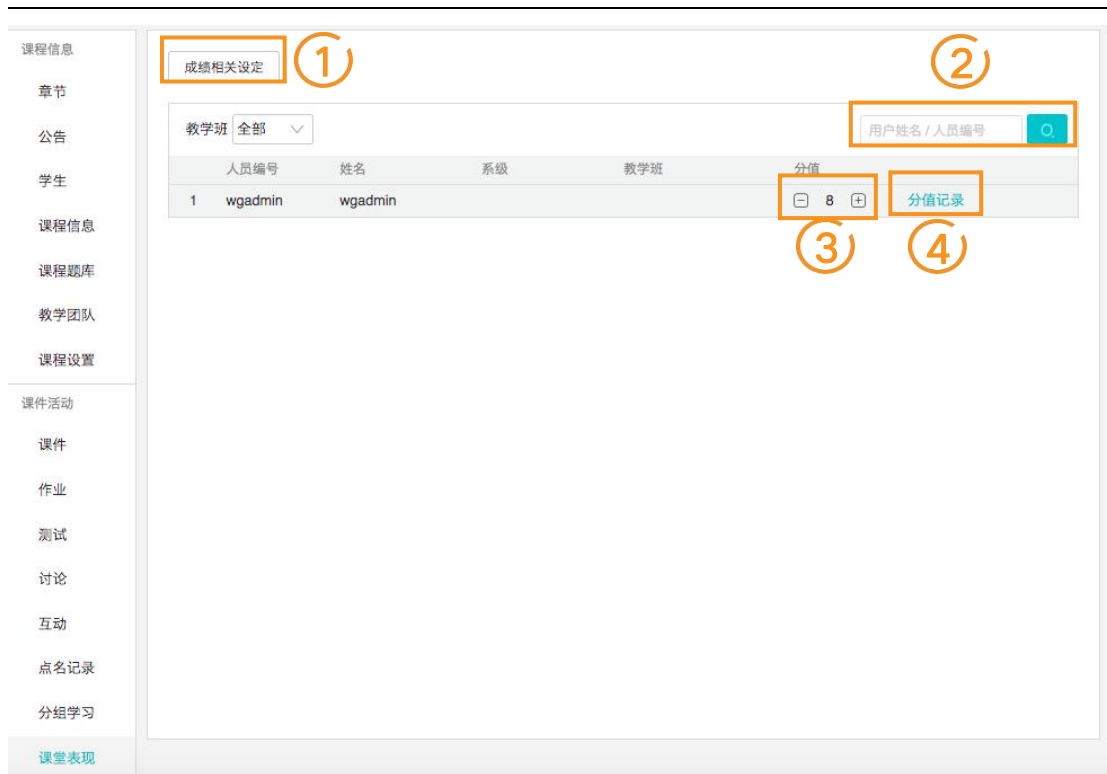 课程信息
章节
公告
学生
课程信息
课程题库
教学团队
课程设置
课件活动
课件
作业
测试
讨论
互动
点名记录
分组学习
课堂表现
成绩相关设定 ①
②
教学班 全部 用户姓名 / 人员编号
人员编号 姓名 系级 教学班 分值
1 wgadmin wgadmin 8 分值记录
③ ④